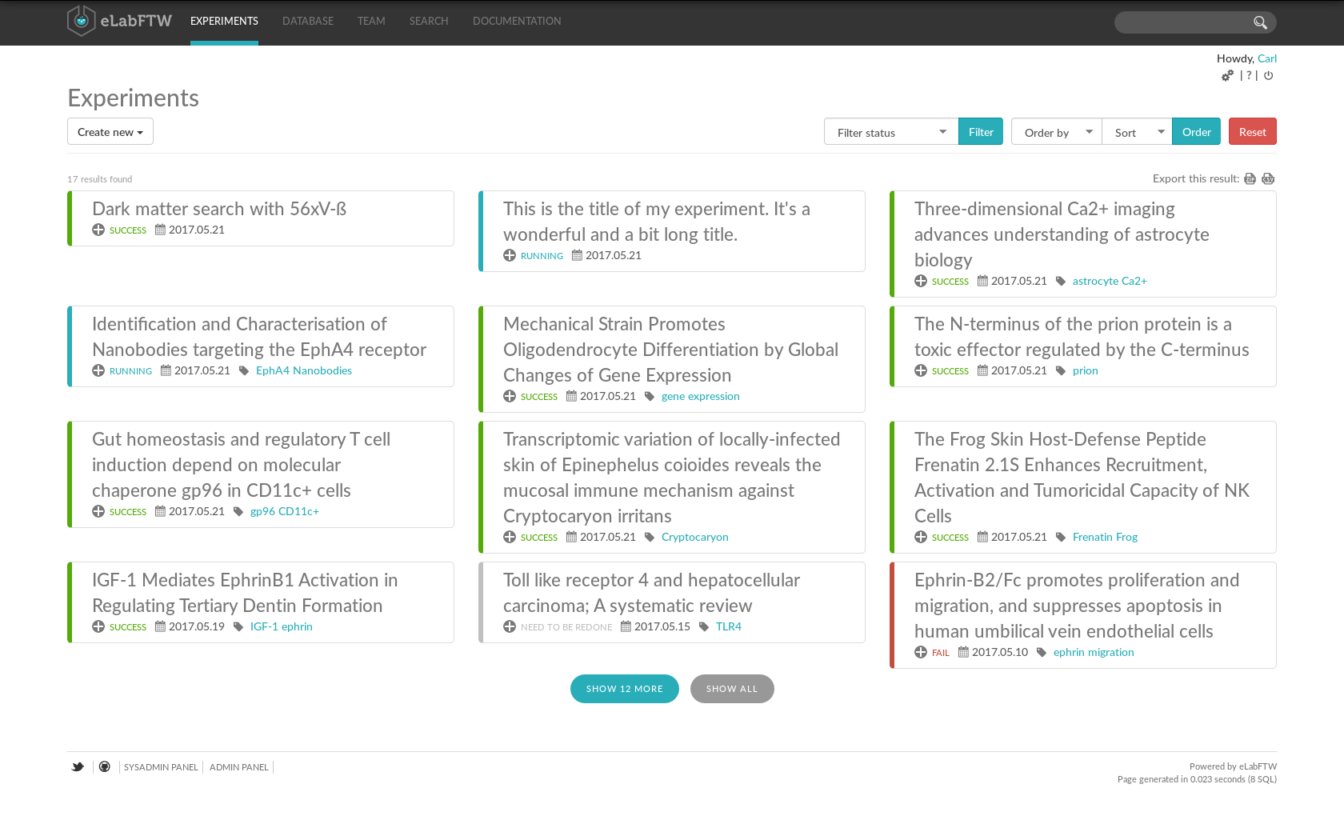 eLabFTW EXPERIMENTS DATABASE TEAM SEARCH DOCUMENTATION
Howdy, Carl
| ? |
Experiments
Create new Filter status Filter Order by Sort Order Reset
17 results found Export this result:
Dark matter search with 56xV-ß
SUCCESS 2017.05.21
This is the title of my experiment. It's a
wonderful and a bit long title.
RUNNING 2017.05.21
Three-dimensional Ca2+ imaging
advances understanding of astrocyte
biology
SUCCESS 2017.05.21 astrocyte Ca2+
Identification and Characterisation of
Nanobodies targeting the EphA4 receptor
RUNNING 2017.05.21 EphA4 Nanobodies
Mechanical Strain Promotes
Oligodendrocyte Differentiation by Global
Changes of Gene Expression
SUCCESS 2017.05.21 gene expression
The N-terminus of the prion protein is a
toxic effector regulated by the C-terminus
SUCCESS 2017.05.21 prion
Gut homeostasis and regulatory T cell
induction depend on molecular
chaperone gp96 in CD11c+ cells
SUCCESS 2017.05.21 gp96 CD11c+
Transcriptomic variation of locally-infected
skin of Epinephelus coioides reveals the
mucosal immune mechanism against
Cryptocaryon irritans
SUCCESS 2017.05.21 Cryptocaryon
The Frog Skin Host-Defense Peptide
Frenatin 2.1S Enhances Recruitment,
Activation and Tumoricidal Capacity of NK
Cells
SUCCESS 2017.05.21 Frenatin Frog
IGF-1 Mediates EphrinB1 Activation in
Regulating Tertiary Dentin Formation
SUCCESS 2017.05.19 IGF-1 ephrin
Toll like receptor 4 and hepatocellular
carcinoma; A systematic review
NEED TO BE REDONE 2017.05.15 TLR4
Ephrin-B2/Fc promotes proliferation and
migration, and suppresses apoptosis in
human umbilical vein endothelial cells
FAIL 2017.05.10 ephrin migration
SHOW 12 MORE SHOW ALL
SYSADMIN PANEL ADMIN PANEL
Powered by eLabFTW
Page generated in 0.023 seconds (8 SQL)